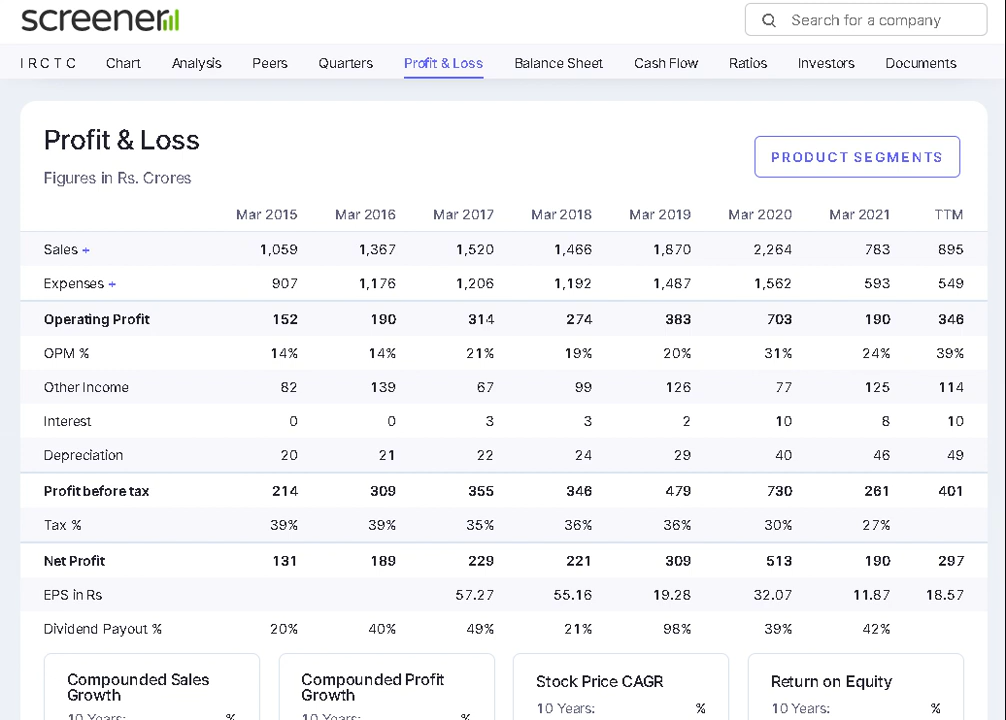 screener
Search for a company
IRCTC Chart Analysis Peers Quarters Profit & Loss Balance Sheet Cash Flow Ratios Investors Documents
Profit & Loss
PRODUCT SEGMENTS
Figures in Rs. Crores
Mar 2015 Mar 2016 Mar 2017 Mar 2018 Mar 2019 Mar 2020 Mar 2021 TTM
Sales + 1,059 1,367 1,520 1,466 1,870 2,264 783 895
Expenses + 907 1,176 1,206 1,192 1,487 1,562 593 549
Operating Profit 152 190 314 274 383 703 190 346
OPM % 14% 14% 21% 19% 20% 31% 24% 39%
Other Income 82 139 67 99 126 77 125 114
Interest 0 0 3 3 2 10 8 10
Depreciation 20 21 22 24 29 40 46 49
Profit before tax 214 309 355 346 479 730 261 401
Tax % 39% 39% 35% 36% 36% 30% 27%
Net Profit 131 189 229 221 309 513 190 297
EPS in Rs 57.27 55.16 19.28 32.07 11.87 18.57
Dividend Payout % 20% 40% 49% 21% 98% 39% 42%
Compounded Sales Growth
10 Years: %
Compounded Profit Growth
10 Years: %
Stock Price CAGR
10 Years: %
Return on Equity
10 Years: %